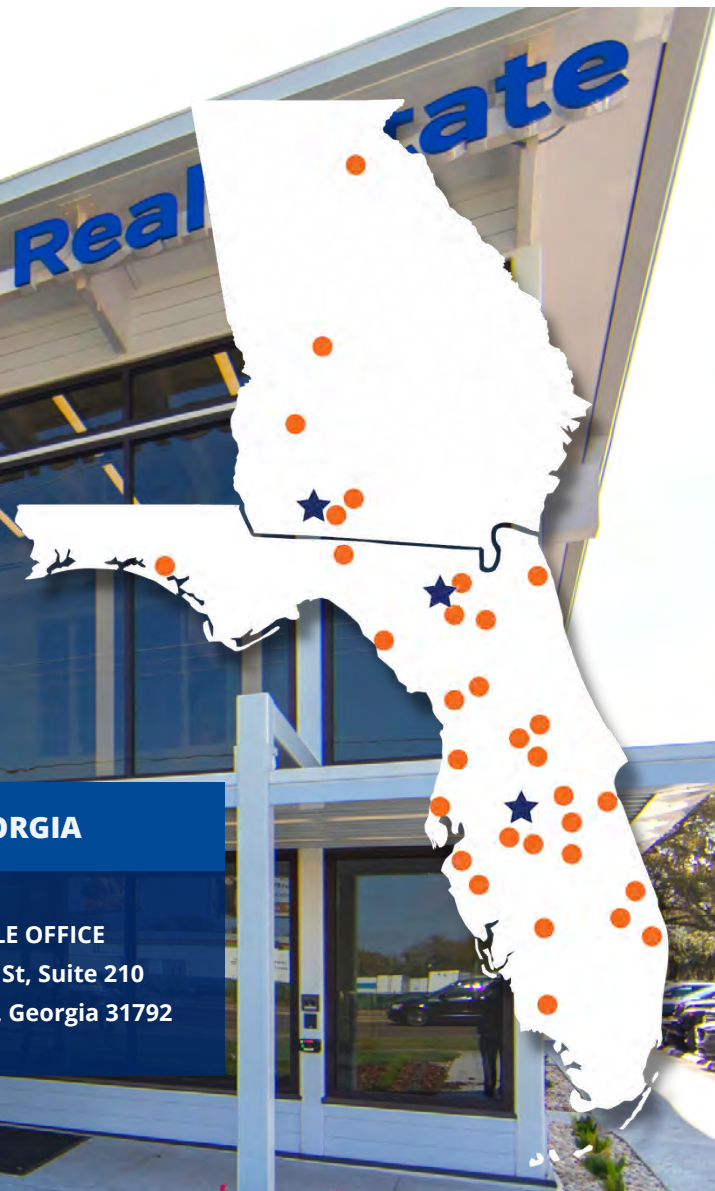 Real
tate
ORGIA
LE OFFICE
St, Suite 210
, Georgia 31792